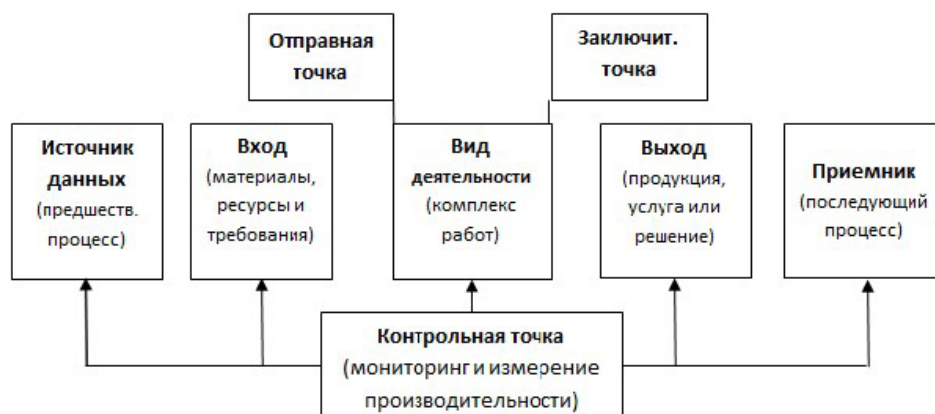 Отправная
точка
Заключит.
точка
Источник
данных
(предшеств.
процесс)
Вход
(материалы,
ресурсы и
требования)
Вид
деятельности
(комплекс
работ)
Выход
(продукция,
услуга или
решение)
Приемник
(последующий
процесс)
Контрольная точка
(мониторинг и измерение
производительности)